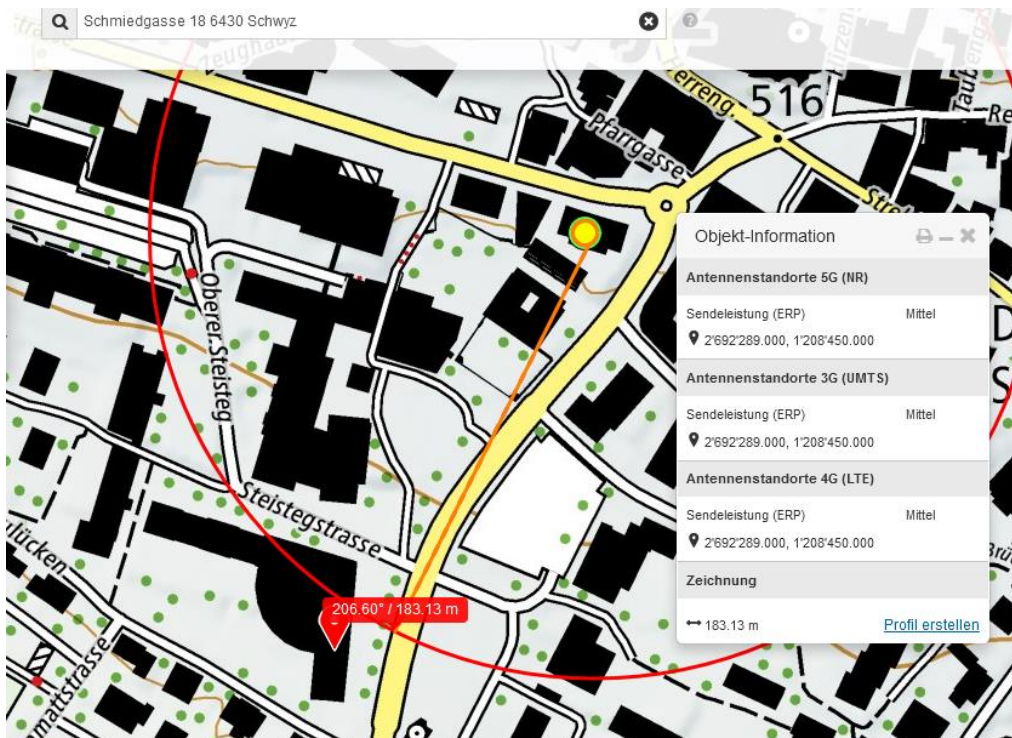 Schmiedgasse 18 6430 Schwyz
Zeughau
Herreng.
516
Pfarrgasse
Objekt-Information
Antennenstandorte 5G (NR)
Sendeleistung (ERP) Mittel
2'692'289.000, 1'208'450.000
Antennenstandorte 3G (UMTS)
Sendeleistung (ERP) Mittel
2'692'289.000, 1'208'450.000
Antennenstandorte 4G (LTE)
Sendeleistung (ERP) Mittel
2'692'289.000, 1'208'450.000
Zeichnung
183.13 m Profil erstellen
Oberer.Steisteg
Steistegstrasse
206.60° / 183.13 m